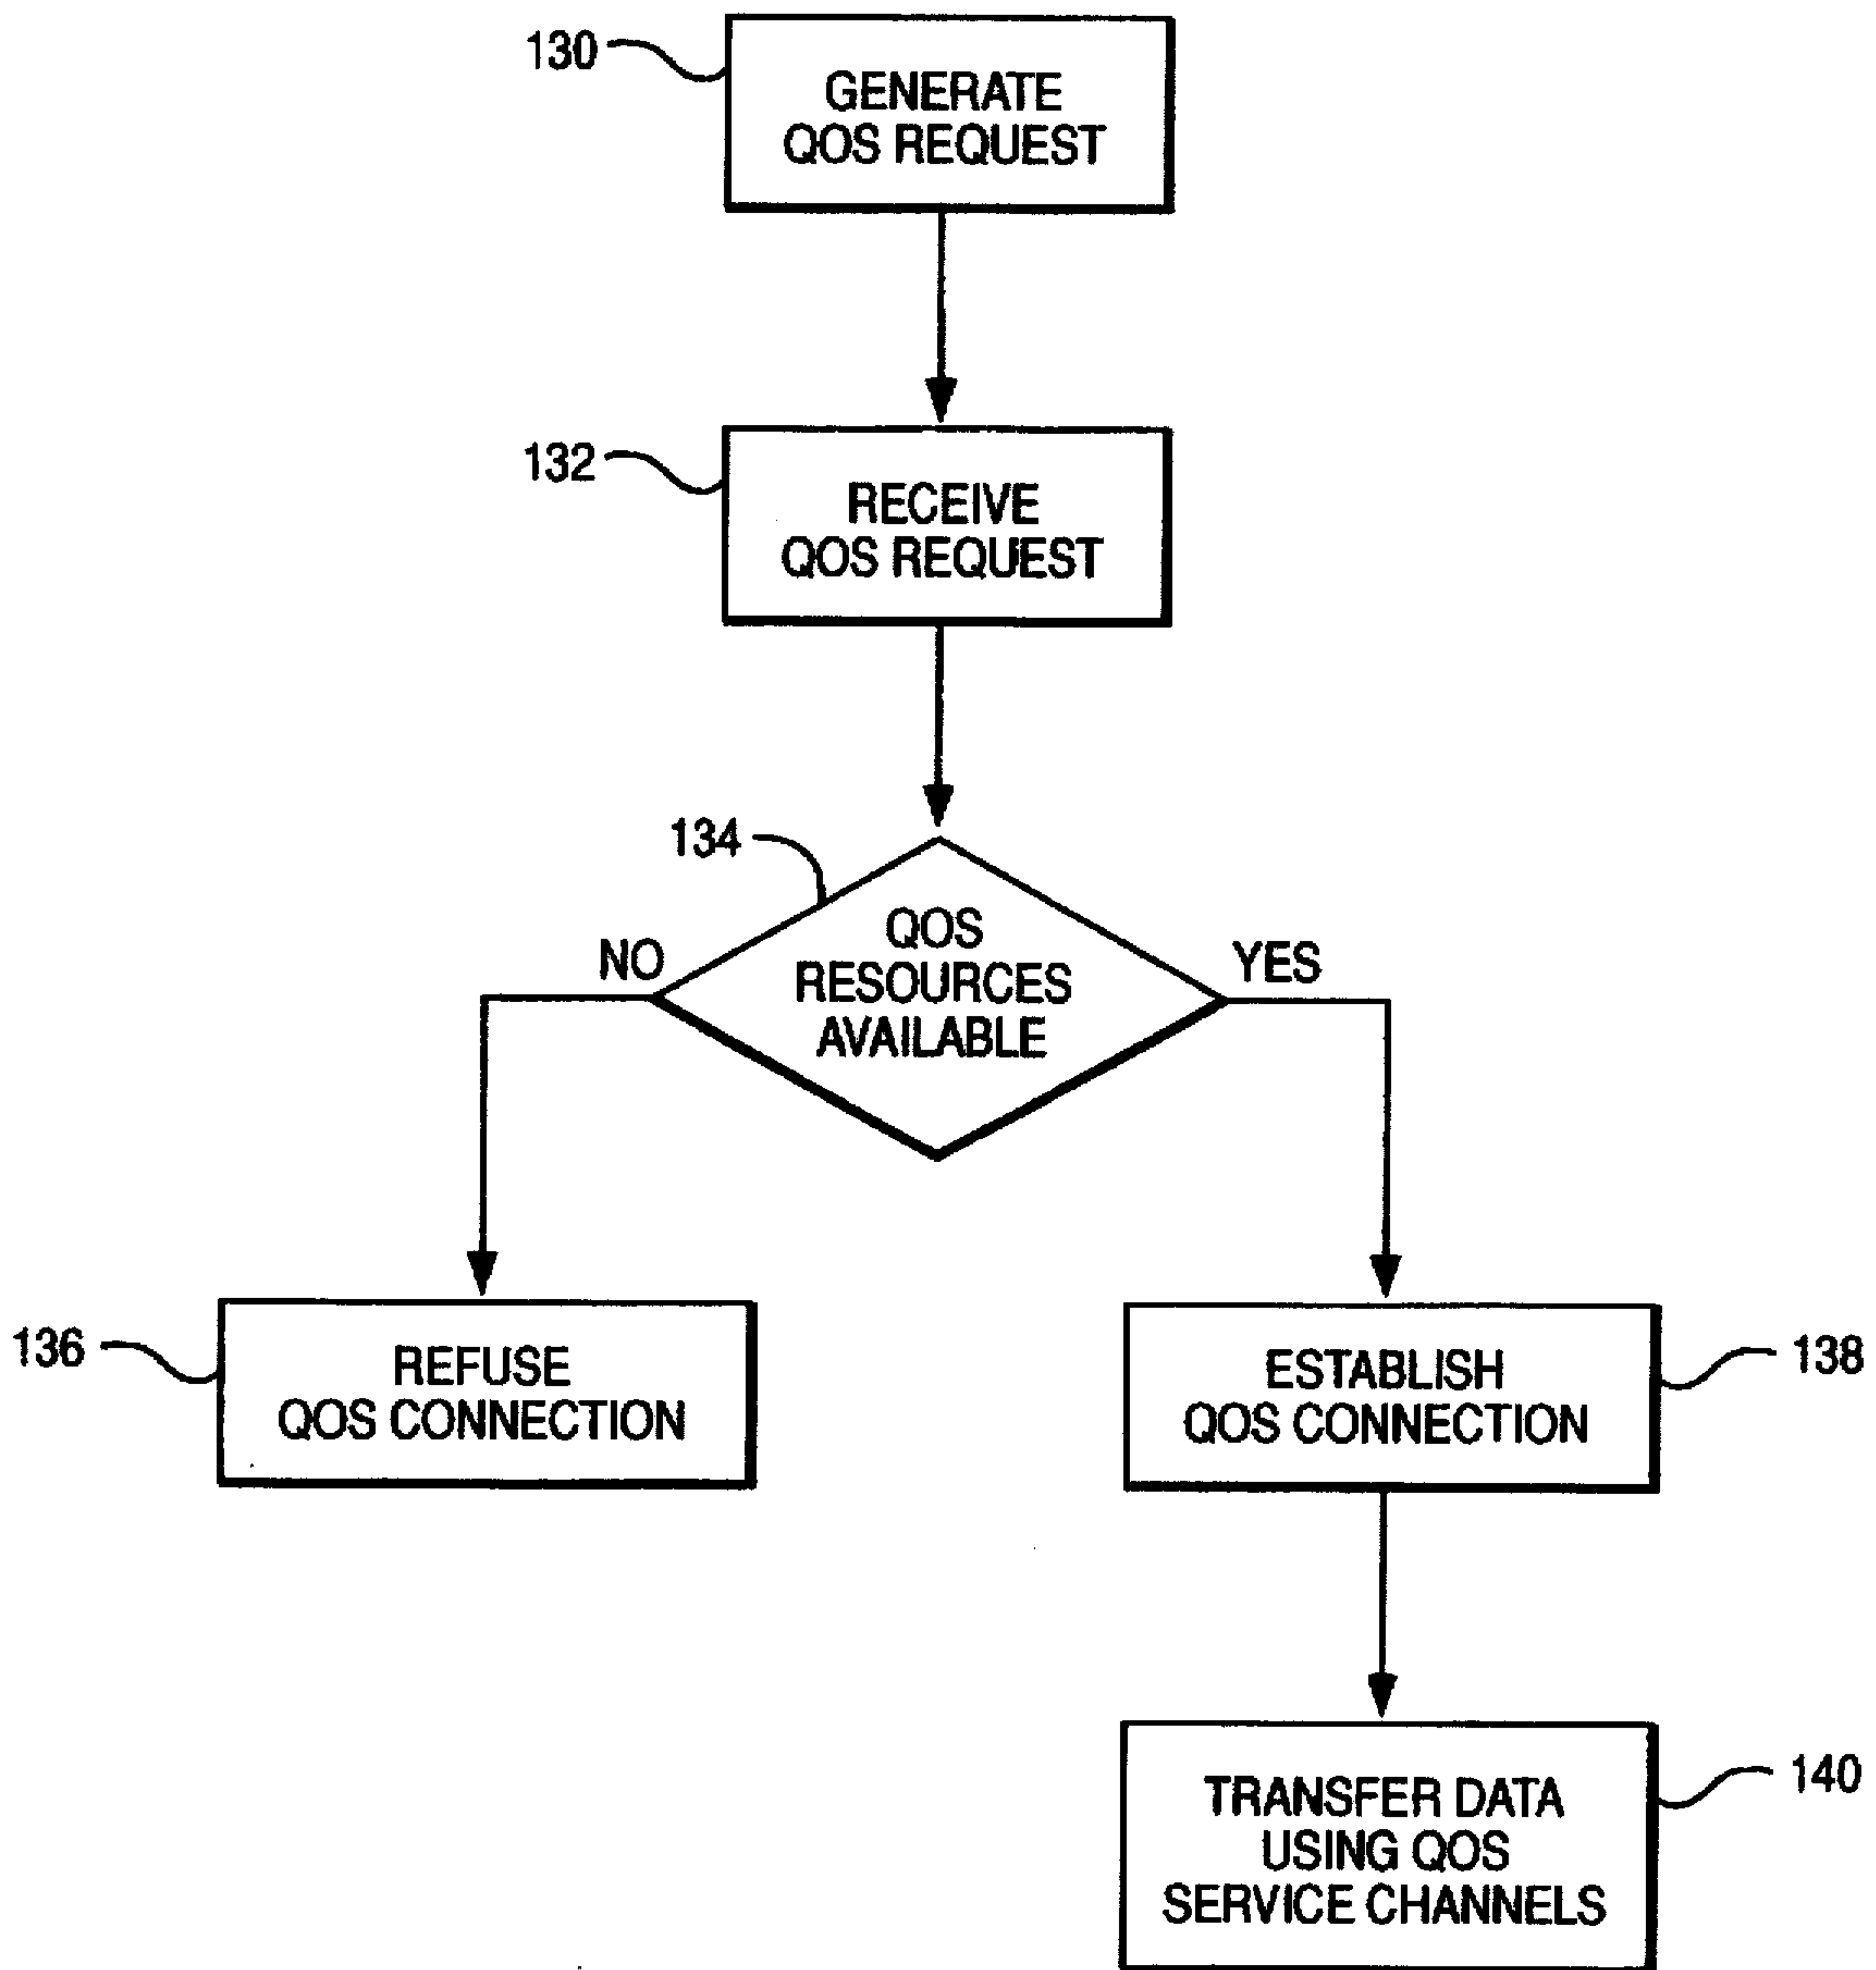 130
GENERATE
QOS REQUEST
132
RECEIVE
QOS REQUEST
134
QOS
RESOURCES
AVAILABLE
NO
YES
136
REFUSE
QOS CONNECTION
ESTABLISH
QOS CONNECTION
138
TRANSFER DATA
USING QOS
SERVICE CHANNELS
140